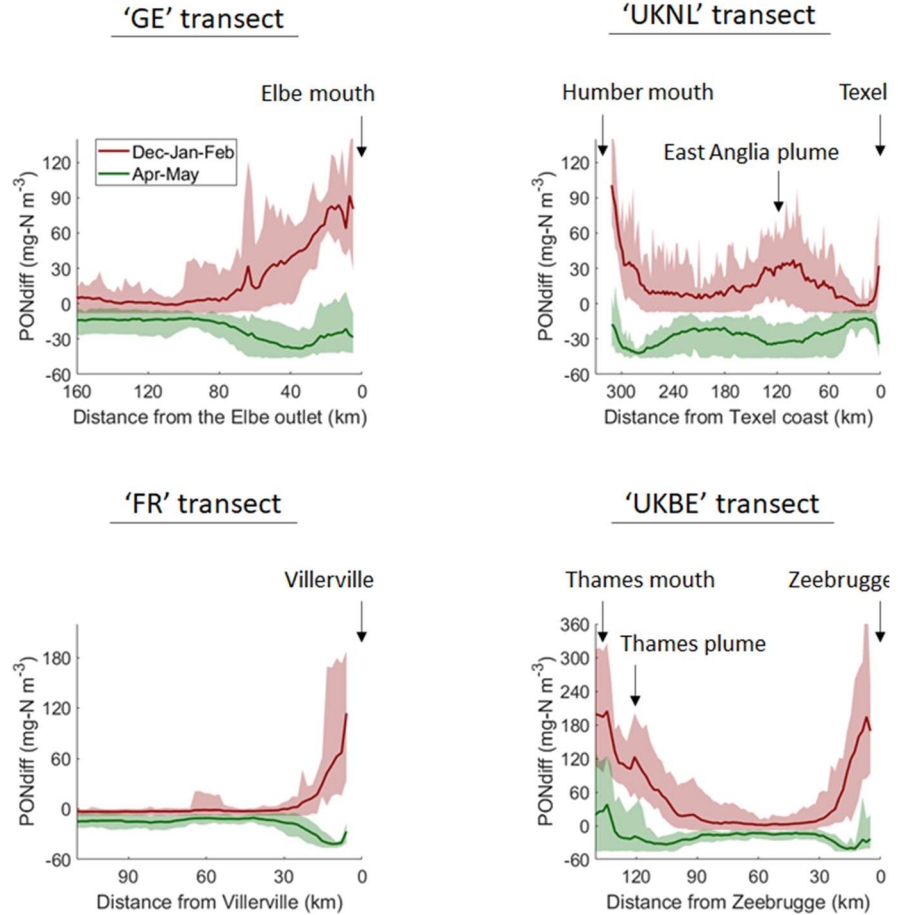 'GE' transect
Elbe mouth
Dec-Jan-Feb
Apr-May
PONdiff (mg-N m-3)
120
90
60
30
0
-30
-60
160 120 80 40 0
Distance from the Elbe outlet (km)
'UKNL' transect
Humber mouth Texel
East Anglia plume
PONdiff (mg-N m-3)
120
90
60
30
0
-30
-60
300 240 180 120 60 0
Distance from Texel coast (km)
'FR' transect
Villerville
PONdiff (mg-N m-3)
180
120
60
0
-60
90 60 30 0
Distance from Villerville (km)
'UKBE' transect
Thames mouth Zeebrugge
Thames plume
PONdiff (mg-N m-3)
360
300
240
180
120
60
0
-60
120 90 60 30 0
Distance from Zeebrugge (km)